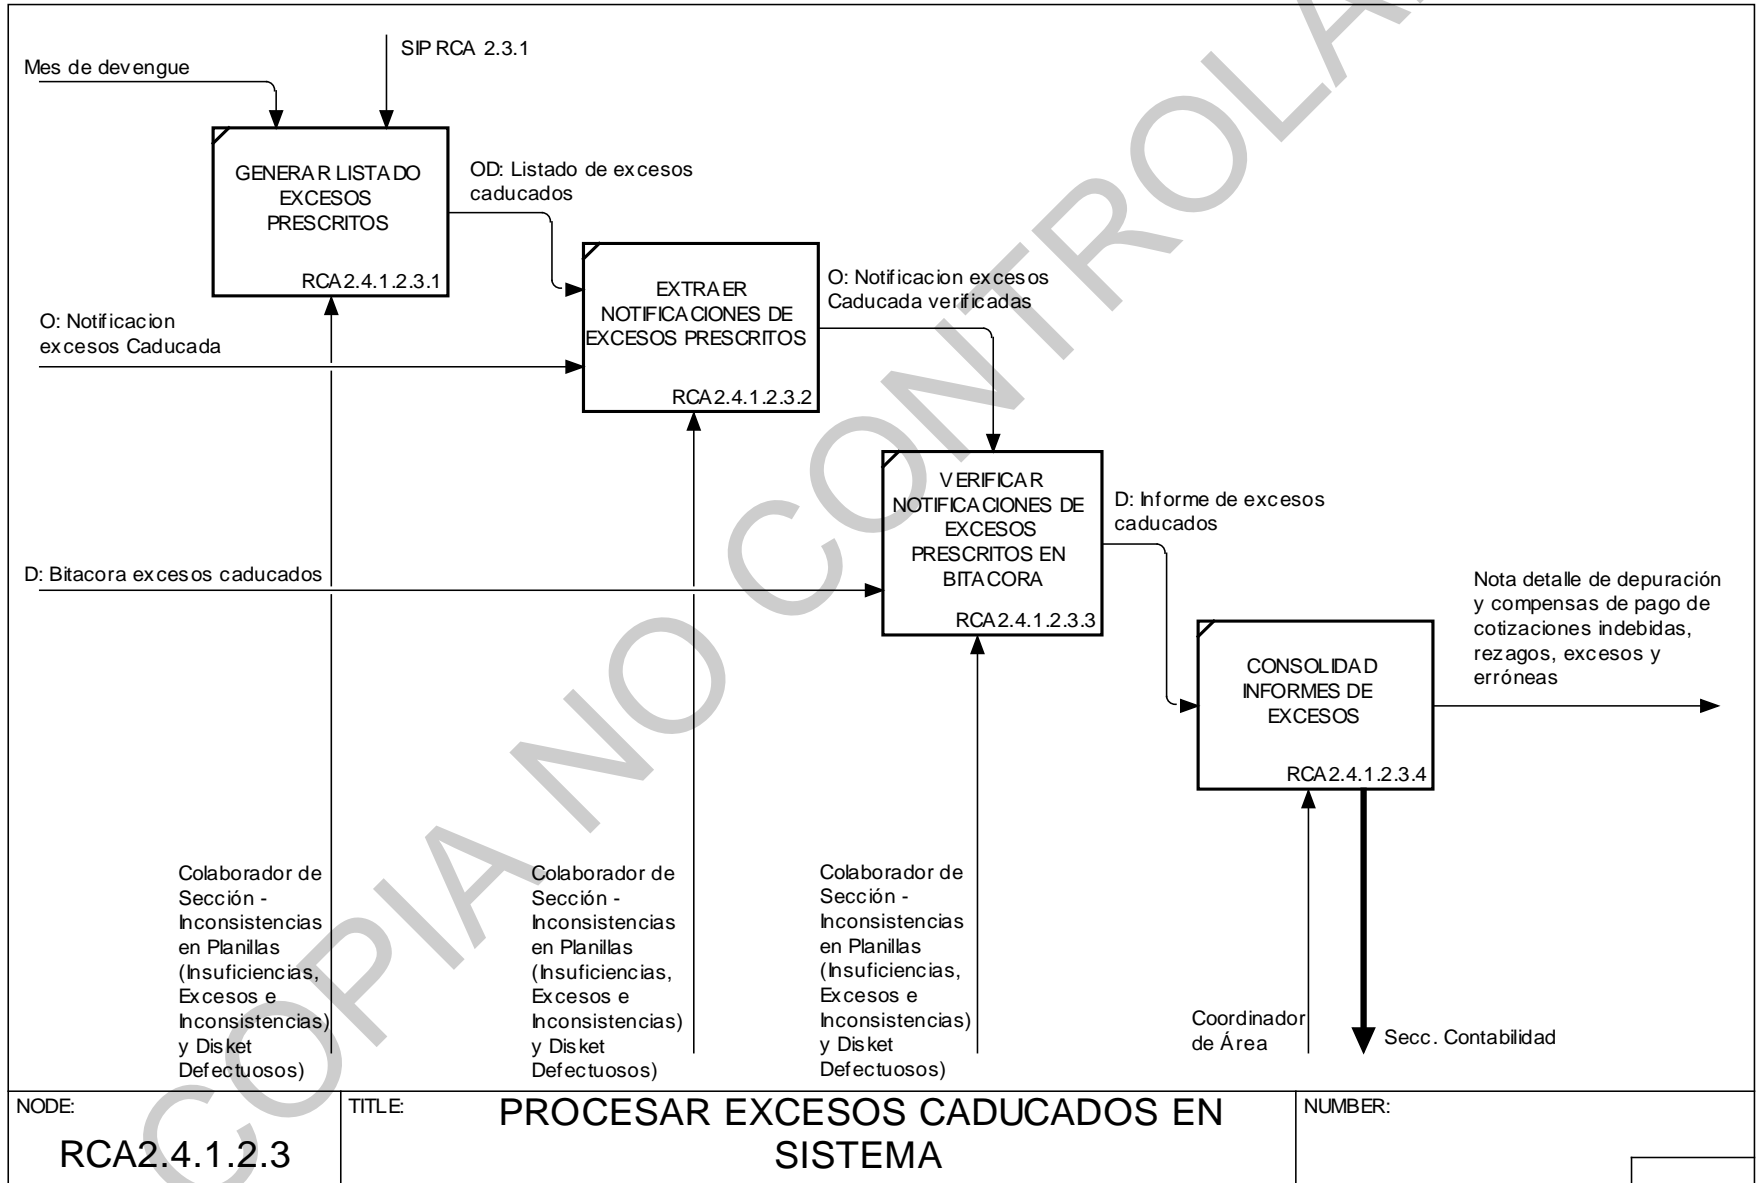 SIP RCA 2.3.1
Mes de devengue
GENERAR LISTADO
EXCESOS
PRESCRITOS
RCA2.4.1.2.3.1
OD: Listado de excesos
caducados
O: Notificacion
excesos Caducada
EXTRAER
NOTIFICACIONES DE
EXCESOS PRESCRITOS
RCA2.4.1.2.3.2
O: Notificacion excesos
Caducada verificadas
VERIFICAR
NOTIFICACIONES DE
EXCESOS
PRESCRITOS EN
BITACORA
RCA2.4.1.2.3.3
D: Informe de excesos
caducados
D: Bitacora excesos caducados
CONSOLIDAD
INFORMES DE
EXCESOS
RCA2.4.1.2.3.4
Nota detalle de depuración
y compensas de pago de
cotizaciones indebidas,
rezagos, excesos y
erróneas
Colaborador de
Sección -
Inconsistencias
en Planillas
(Insuficiencias,
Excesos e
Inconsistencias)
y Disket
Defectuosos)
Colaborador de
Sección -
Inconsistencias
en Planillas
(Insuficiencias,
Excesos e
Inconsistencias)
y Disket
Defectuosos)
Colaborador de
Sección -
Inconsistencias
en Planillas
(Insuficiencias,
Excesos e
Inconsistencias)
y Disket
Defectuosos)
Coordinador
de Área
Secc. Contabilidad
COPIA NO CONTROLA
NODE:
RCA2.4.1.2.3
TITLE:
PROCESAR EXCESOS CADUCADOS EN
SISTEMA
NUMBER: